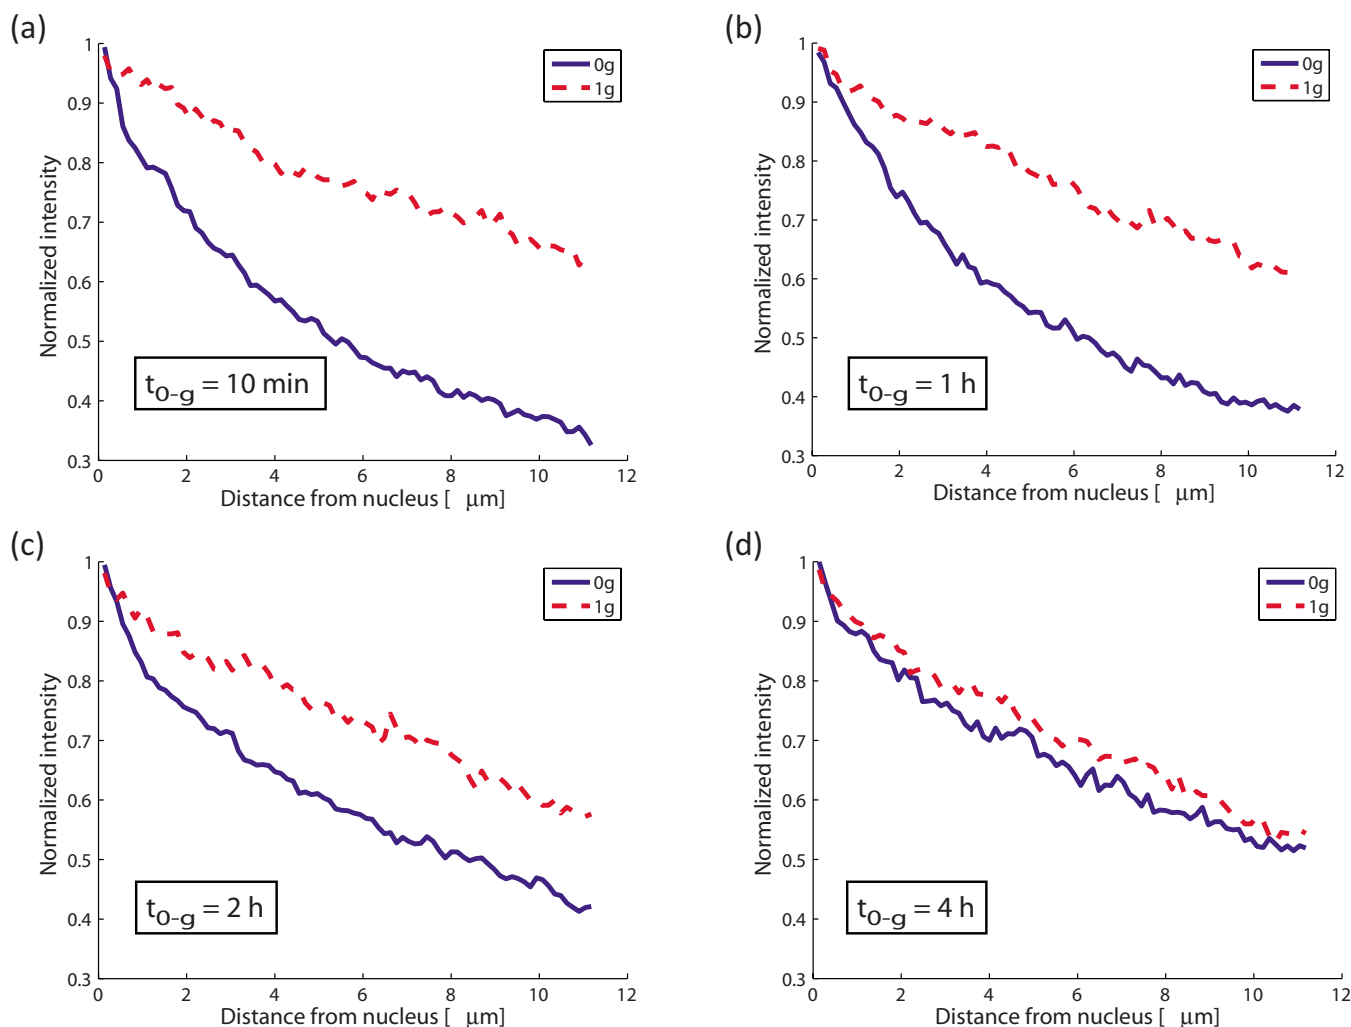 (a)
1
0.9
0.8
0.7
0.6
0.5
0.4
0.3
0 2 4 6 8 10 12
Normalized intensity
Distance from nucleus [ μm]
0g
1g
t0-g = 10 min
(b)
1
0.9
0.8
0.7
0.6
0.5
0.4
0.3
0 2 4 6 8 10 12
Normalized intensity
Distance from nucleus [ μm]
0g
1g
t0-g = 1 h
(c)
1
0.9
0.8
0.7
0.6
0.5
0.4
0.3
0 2 4 6 8 10 12
Normalized intensity
Distance from nucleus [ μm]
0g
1g
t0-g = 2 h
(d)
1
0.9
0.8
0.7
0.6
0.5
0.4
0.3
0 2 4 6 8 10 12
Normalized intensity
Distance from nucleus [ μm]
0g
1g
t0-g = 4 h